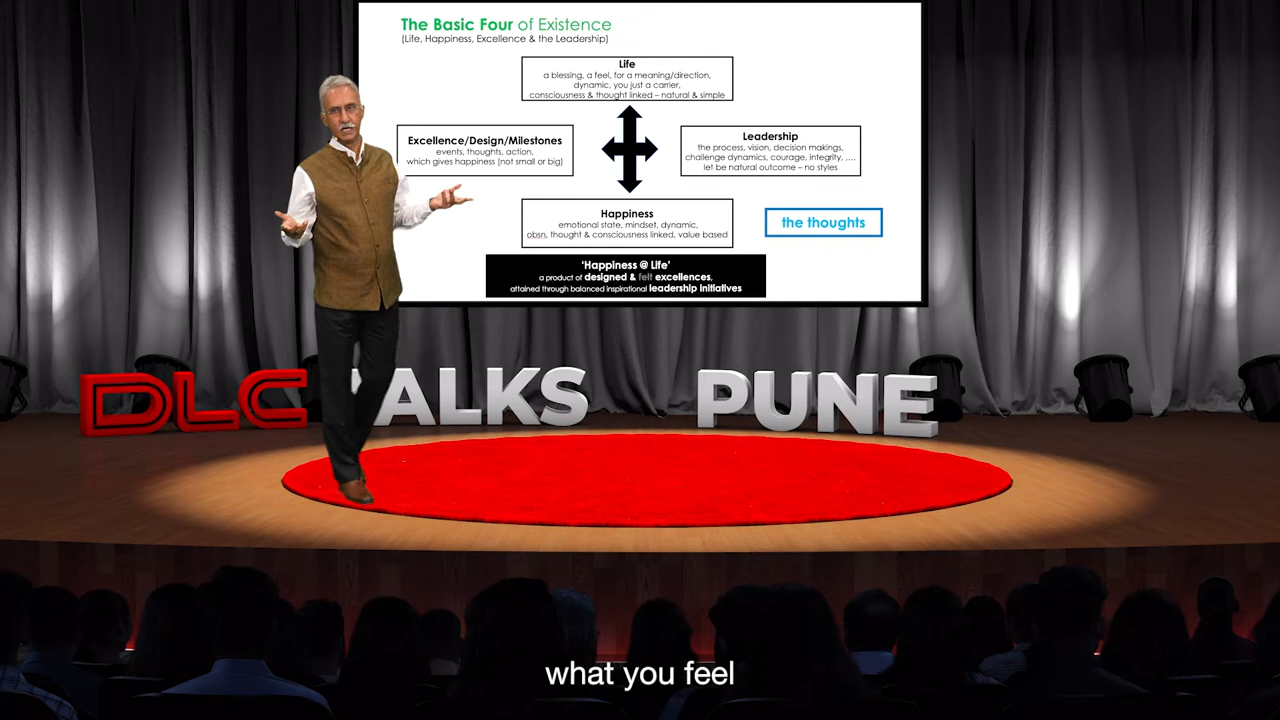 The Basic Four of Existence
(Life, Happiness, Excellence & the Leadership)
Life
a blessing, a feel, for a meaning/direction,
dynamic, you just a carrier,
consciousness & thought linked – natural & simple
Excellence/Design/Milestones
events, thoughts, action,
which gives happiness (not small or big)
Leadership
the process, vision, decision makings,
challenge dynamics, courage, integrity, ....
let be natural outcome – no styles
Happiness
emotional state, mindset, dynamic,
obsn, thought & consciousness linked, value based
the thoughts
'Happiness @ Life'
a product of designed & felt excellences,
attained through balanced inspirational leadership initiatives
DLC TALKS PUNE
what you feel